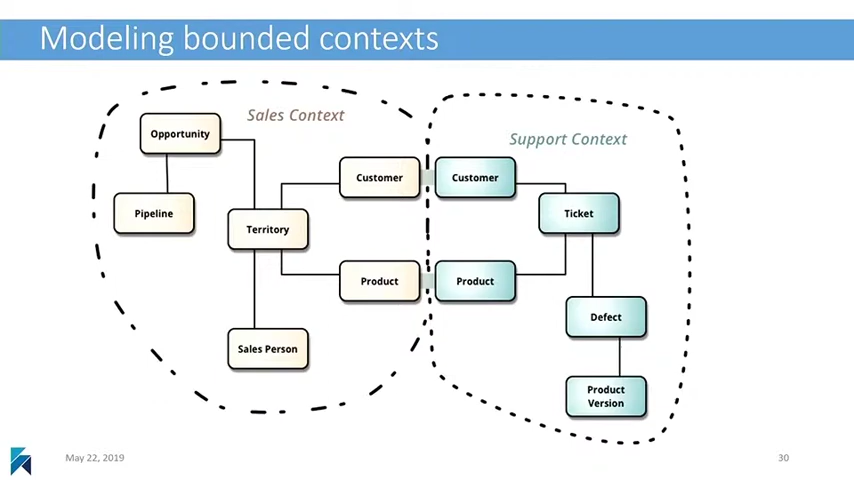 Modeling bounded contexts
Sales Context
Opportunity
Pipeline
Territory
Customer
Product
Sales Person
Support Context
Customer
Ticket
Product
Defect
Product
Version
May 22, 2019
30